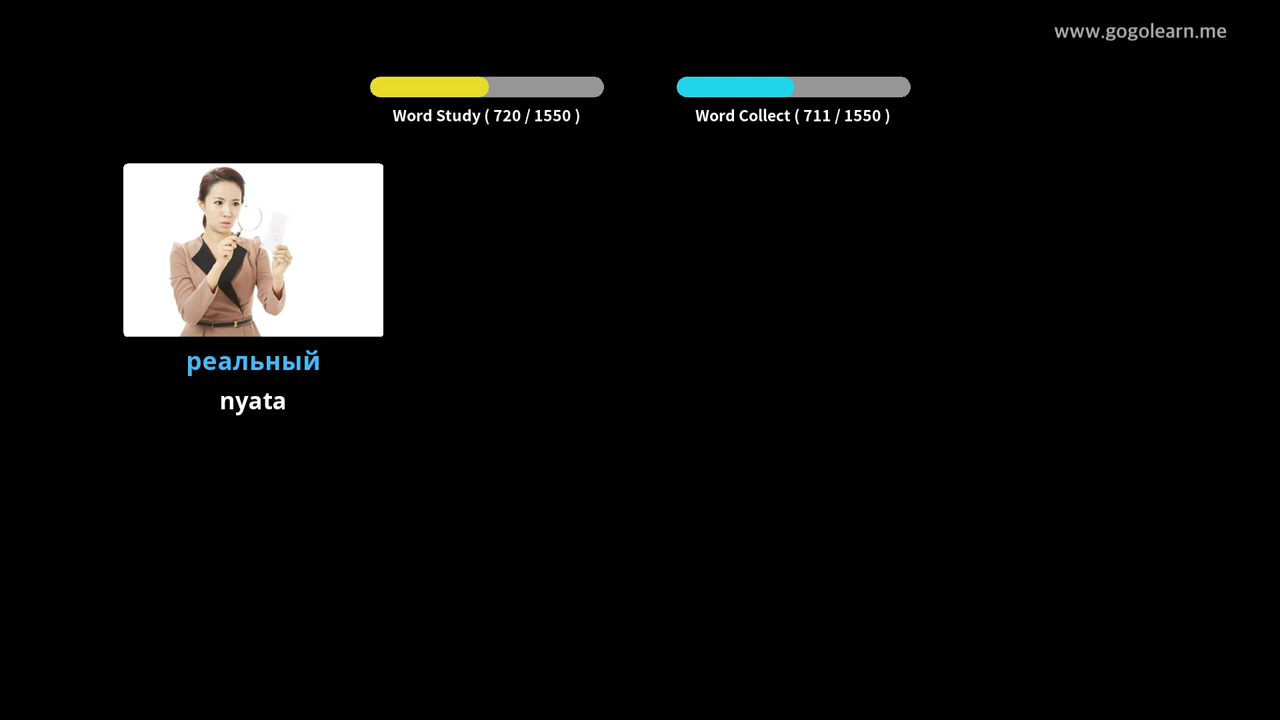 www.gogolearn.me
Word Study ( 720 / 1550 )
Word Collect ( 711 / 1550 )
реальный
nyata